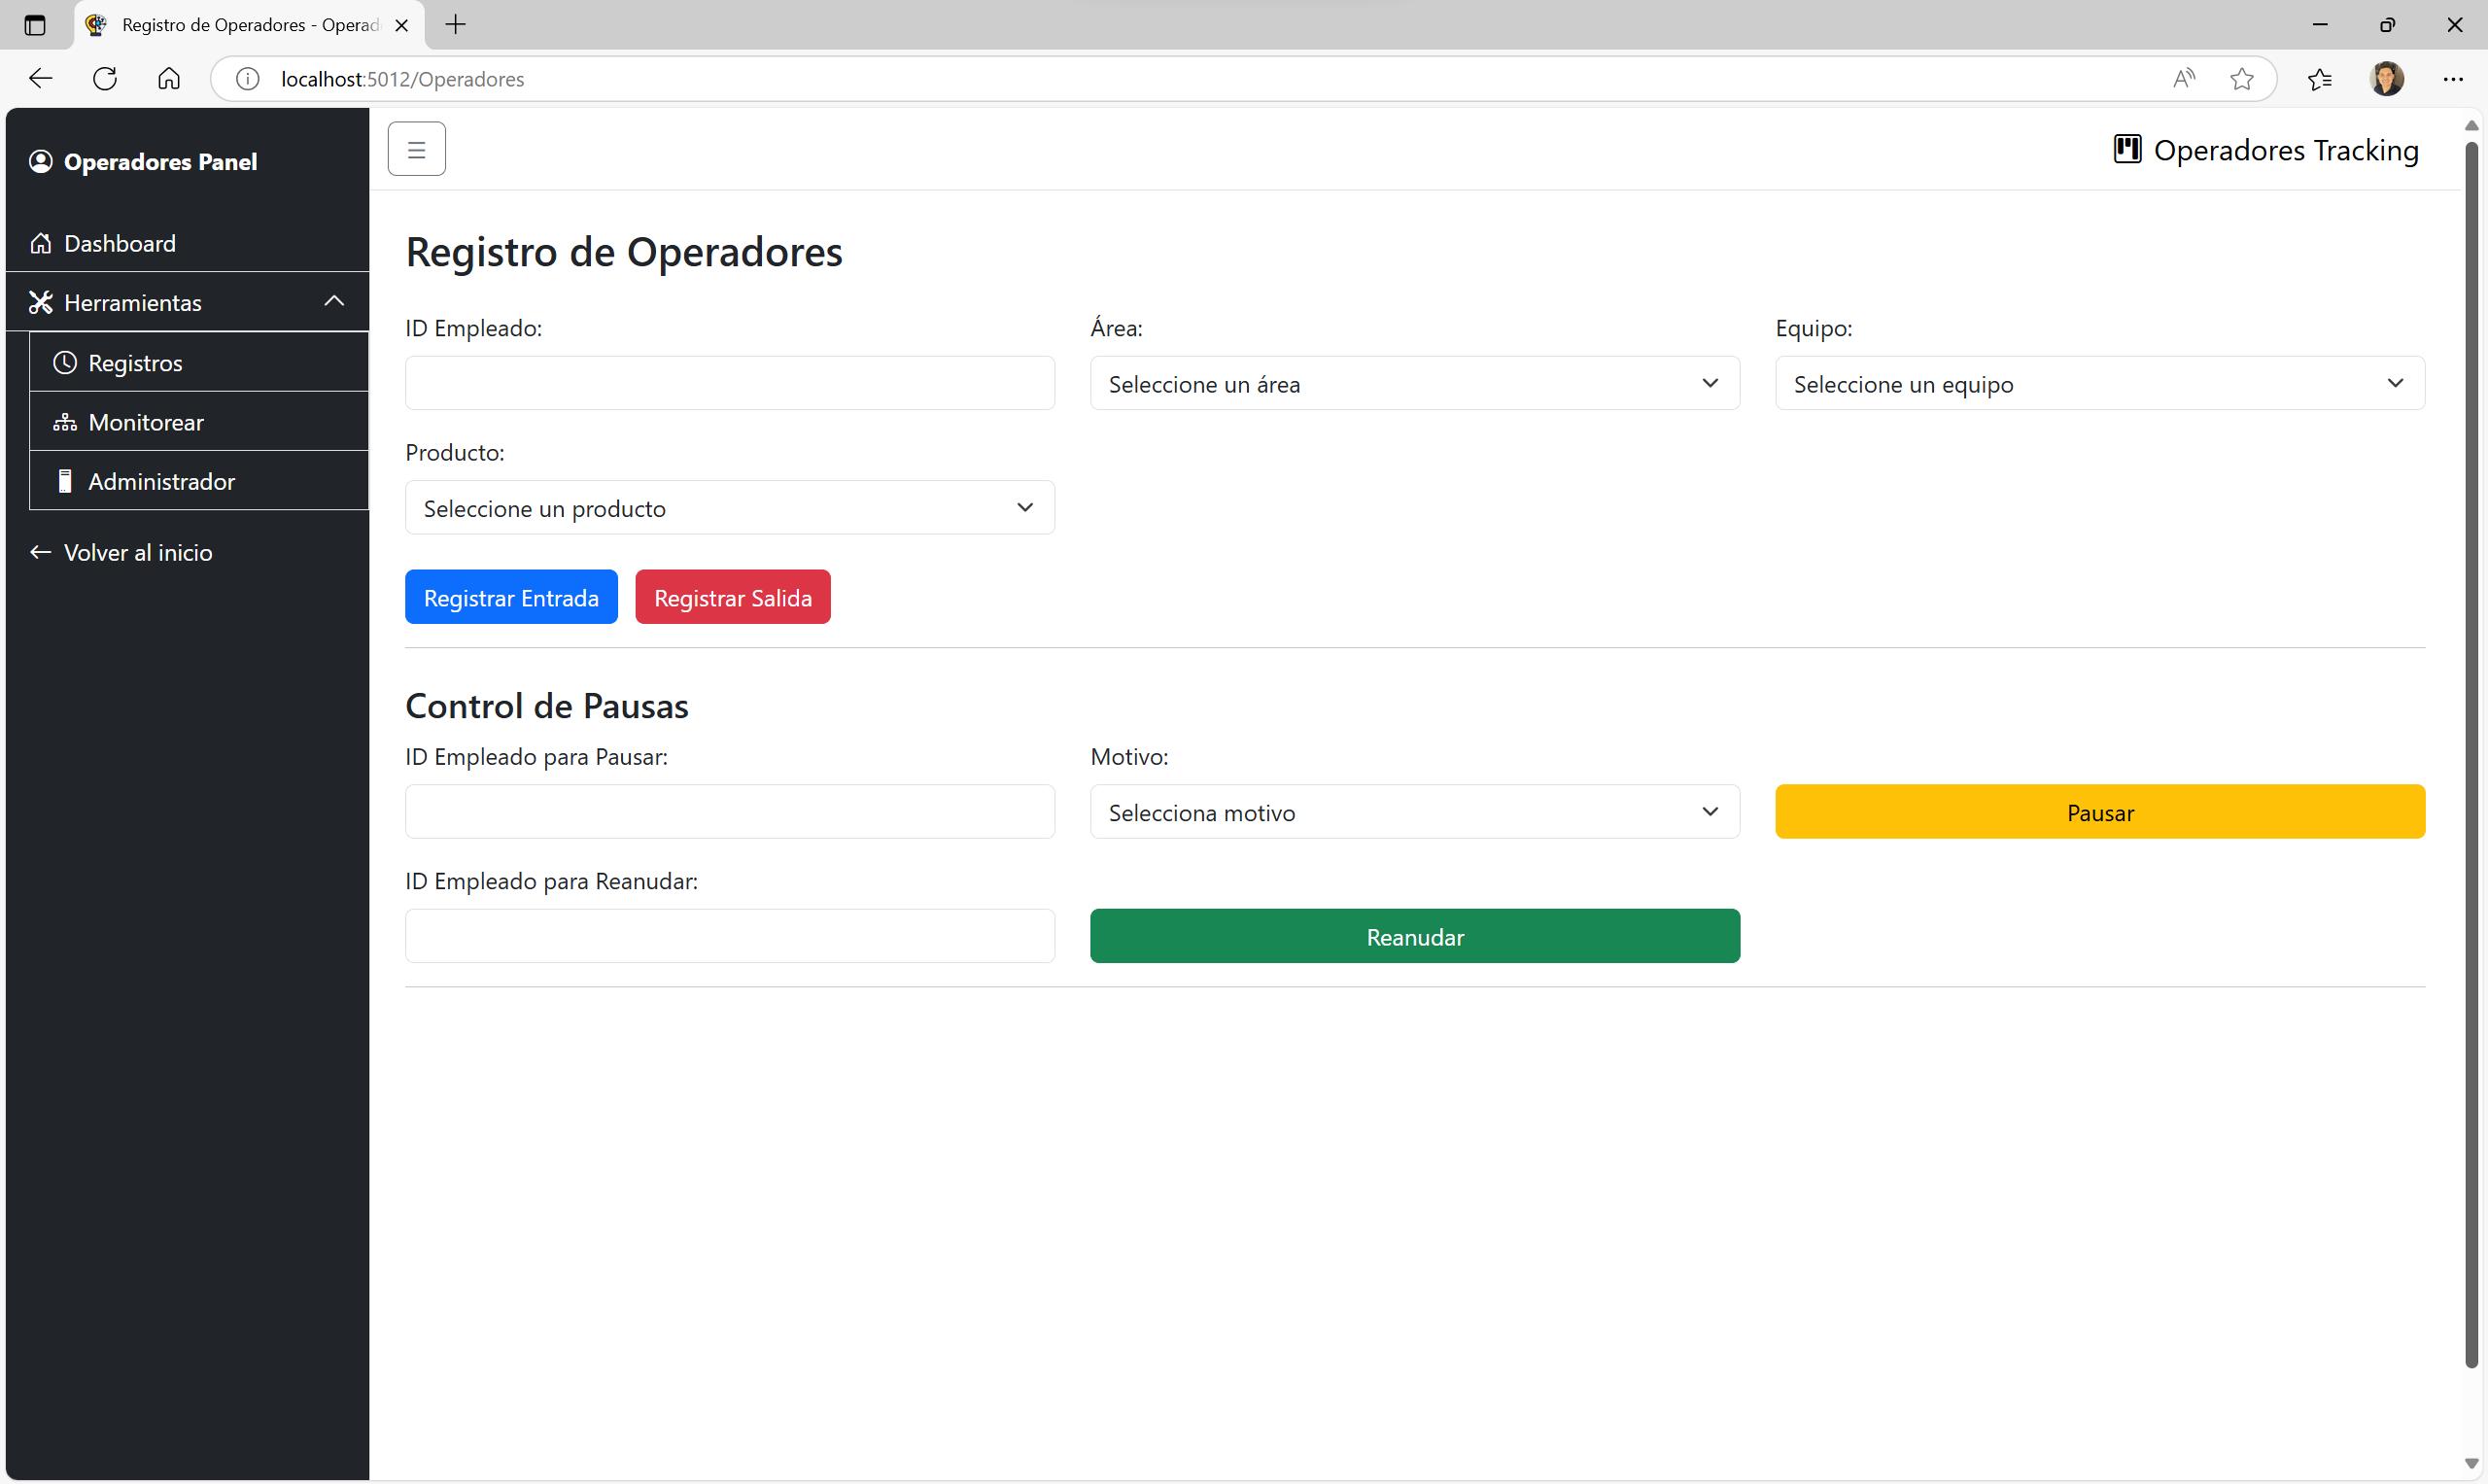 Registro de Operadores - Operad
localhost:5012/Operadores
Operadores Panel
Operadores Tracking
Dashboard
Herramientas
Registros
Monitorear
Administrador
Volver al inicio
Registro de Operadores
ID Empleado:
Área:
Equipo:
Seleccione un área
Seleccione un equipo
Producto:
Seleccione un producto
Registrar Entrada
Registrar Salida
Control de Pausas
ID Empleado para Pausar:
Motivo:
Selecciona motivo
Pausar
ID Empleado para Reanudar:
Reanudar